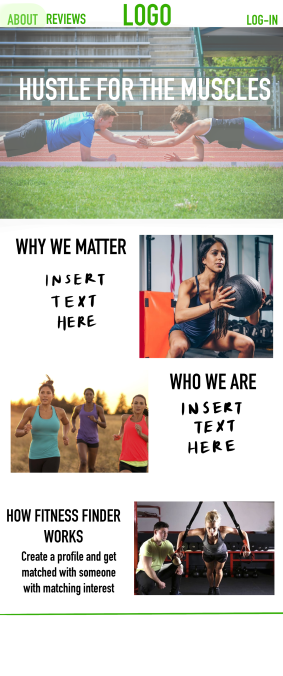 ABOUT REVIEWS LOGO LOG-IN
HUSTLE FOR THE MUSCLES
WHY WE MATTER
INSERT
TEXT
HERE
WHO WE ARE
INSERT
TEXT
HERE
HOW FITNESS FINDER
WORKS
Create a profile and get
matched with someone
with matching interest